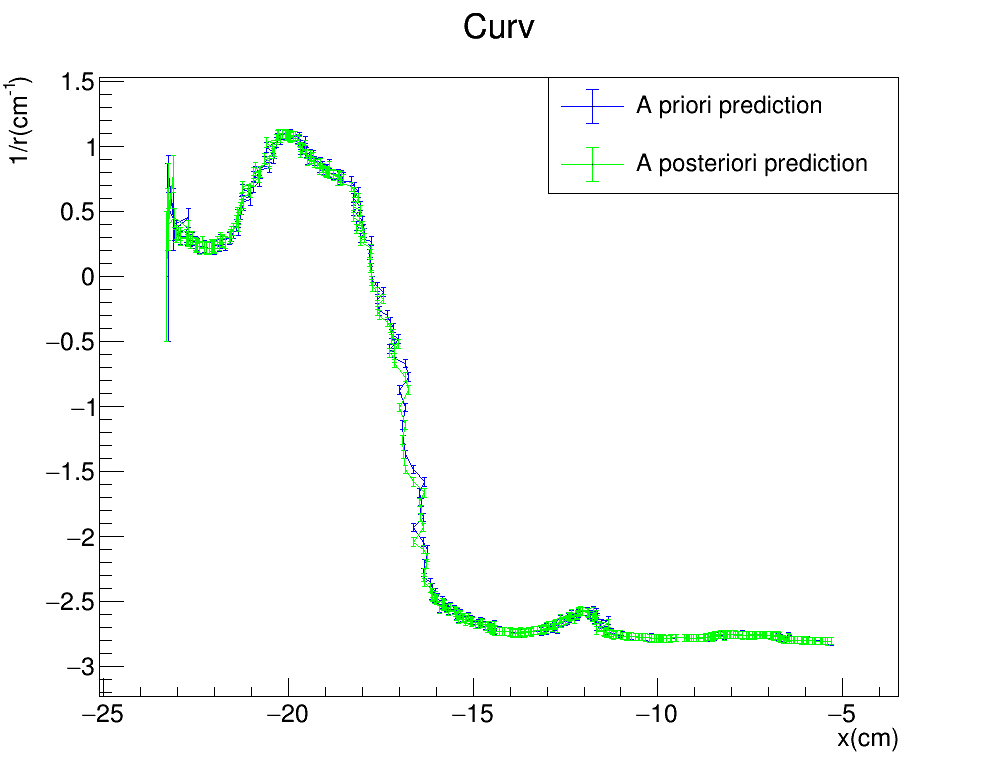 Curv
1/r(cm⁻¹)
A priori prediction
A posteriori prediction
1.5
1
0.5
0
−0.5
−1
−1.5
−2
−2.5
−3
−25 −20 −15 −10 −5
x(cm)